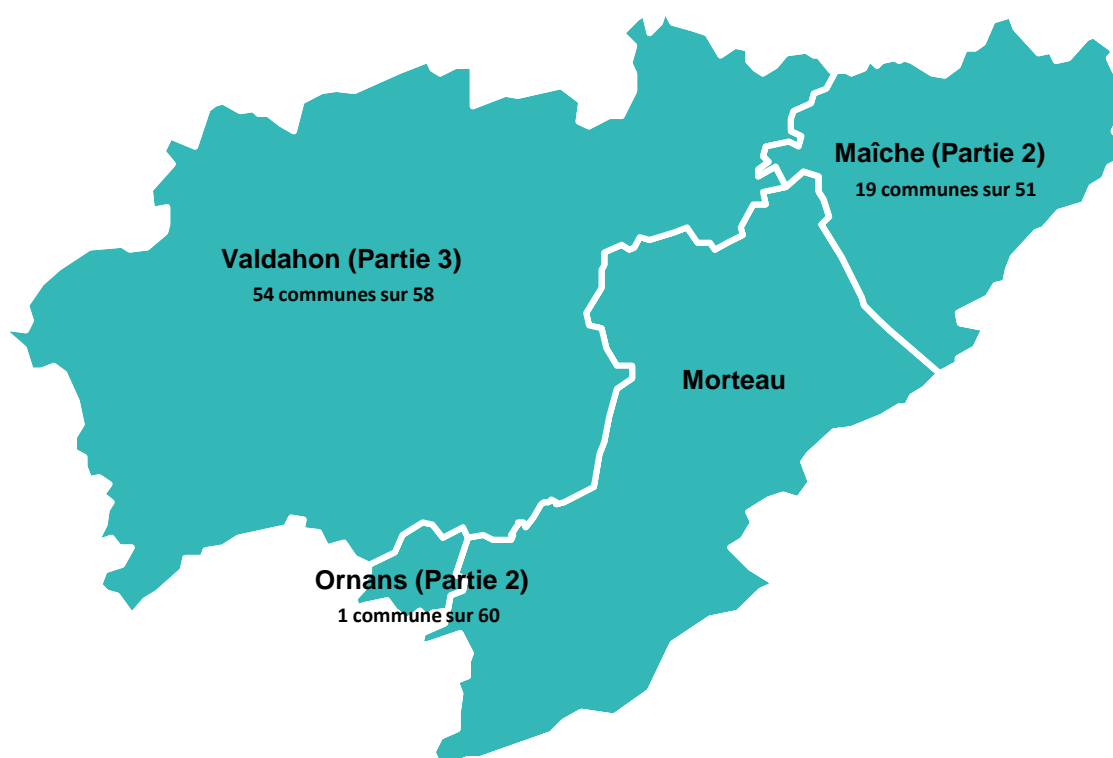 Maîche (Partie 2)
19 communes sur 51
Valdahon (Partie 3)
54 communes sur 58
Morteau
Ornans (Partie 2)
1 commune sur 60